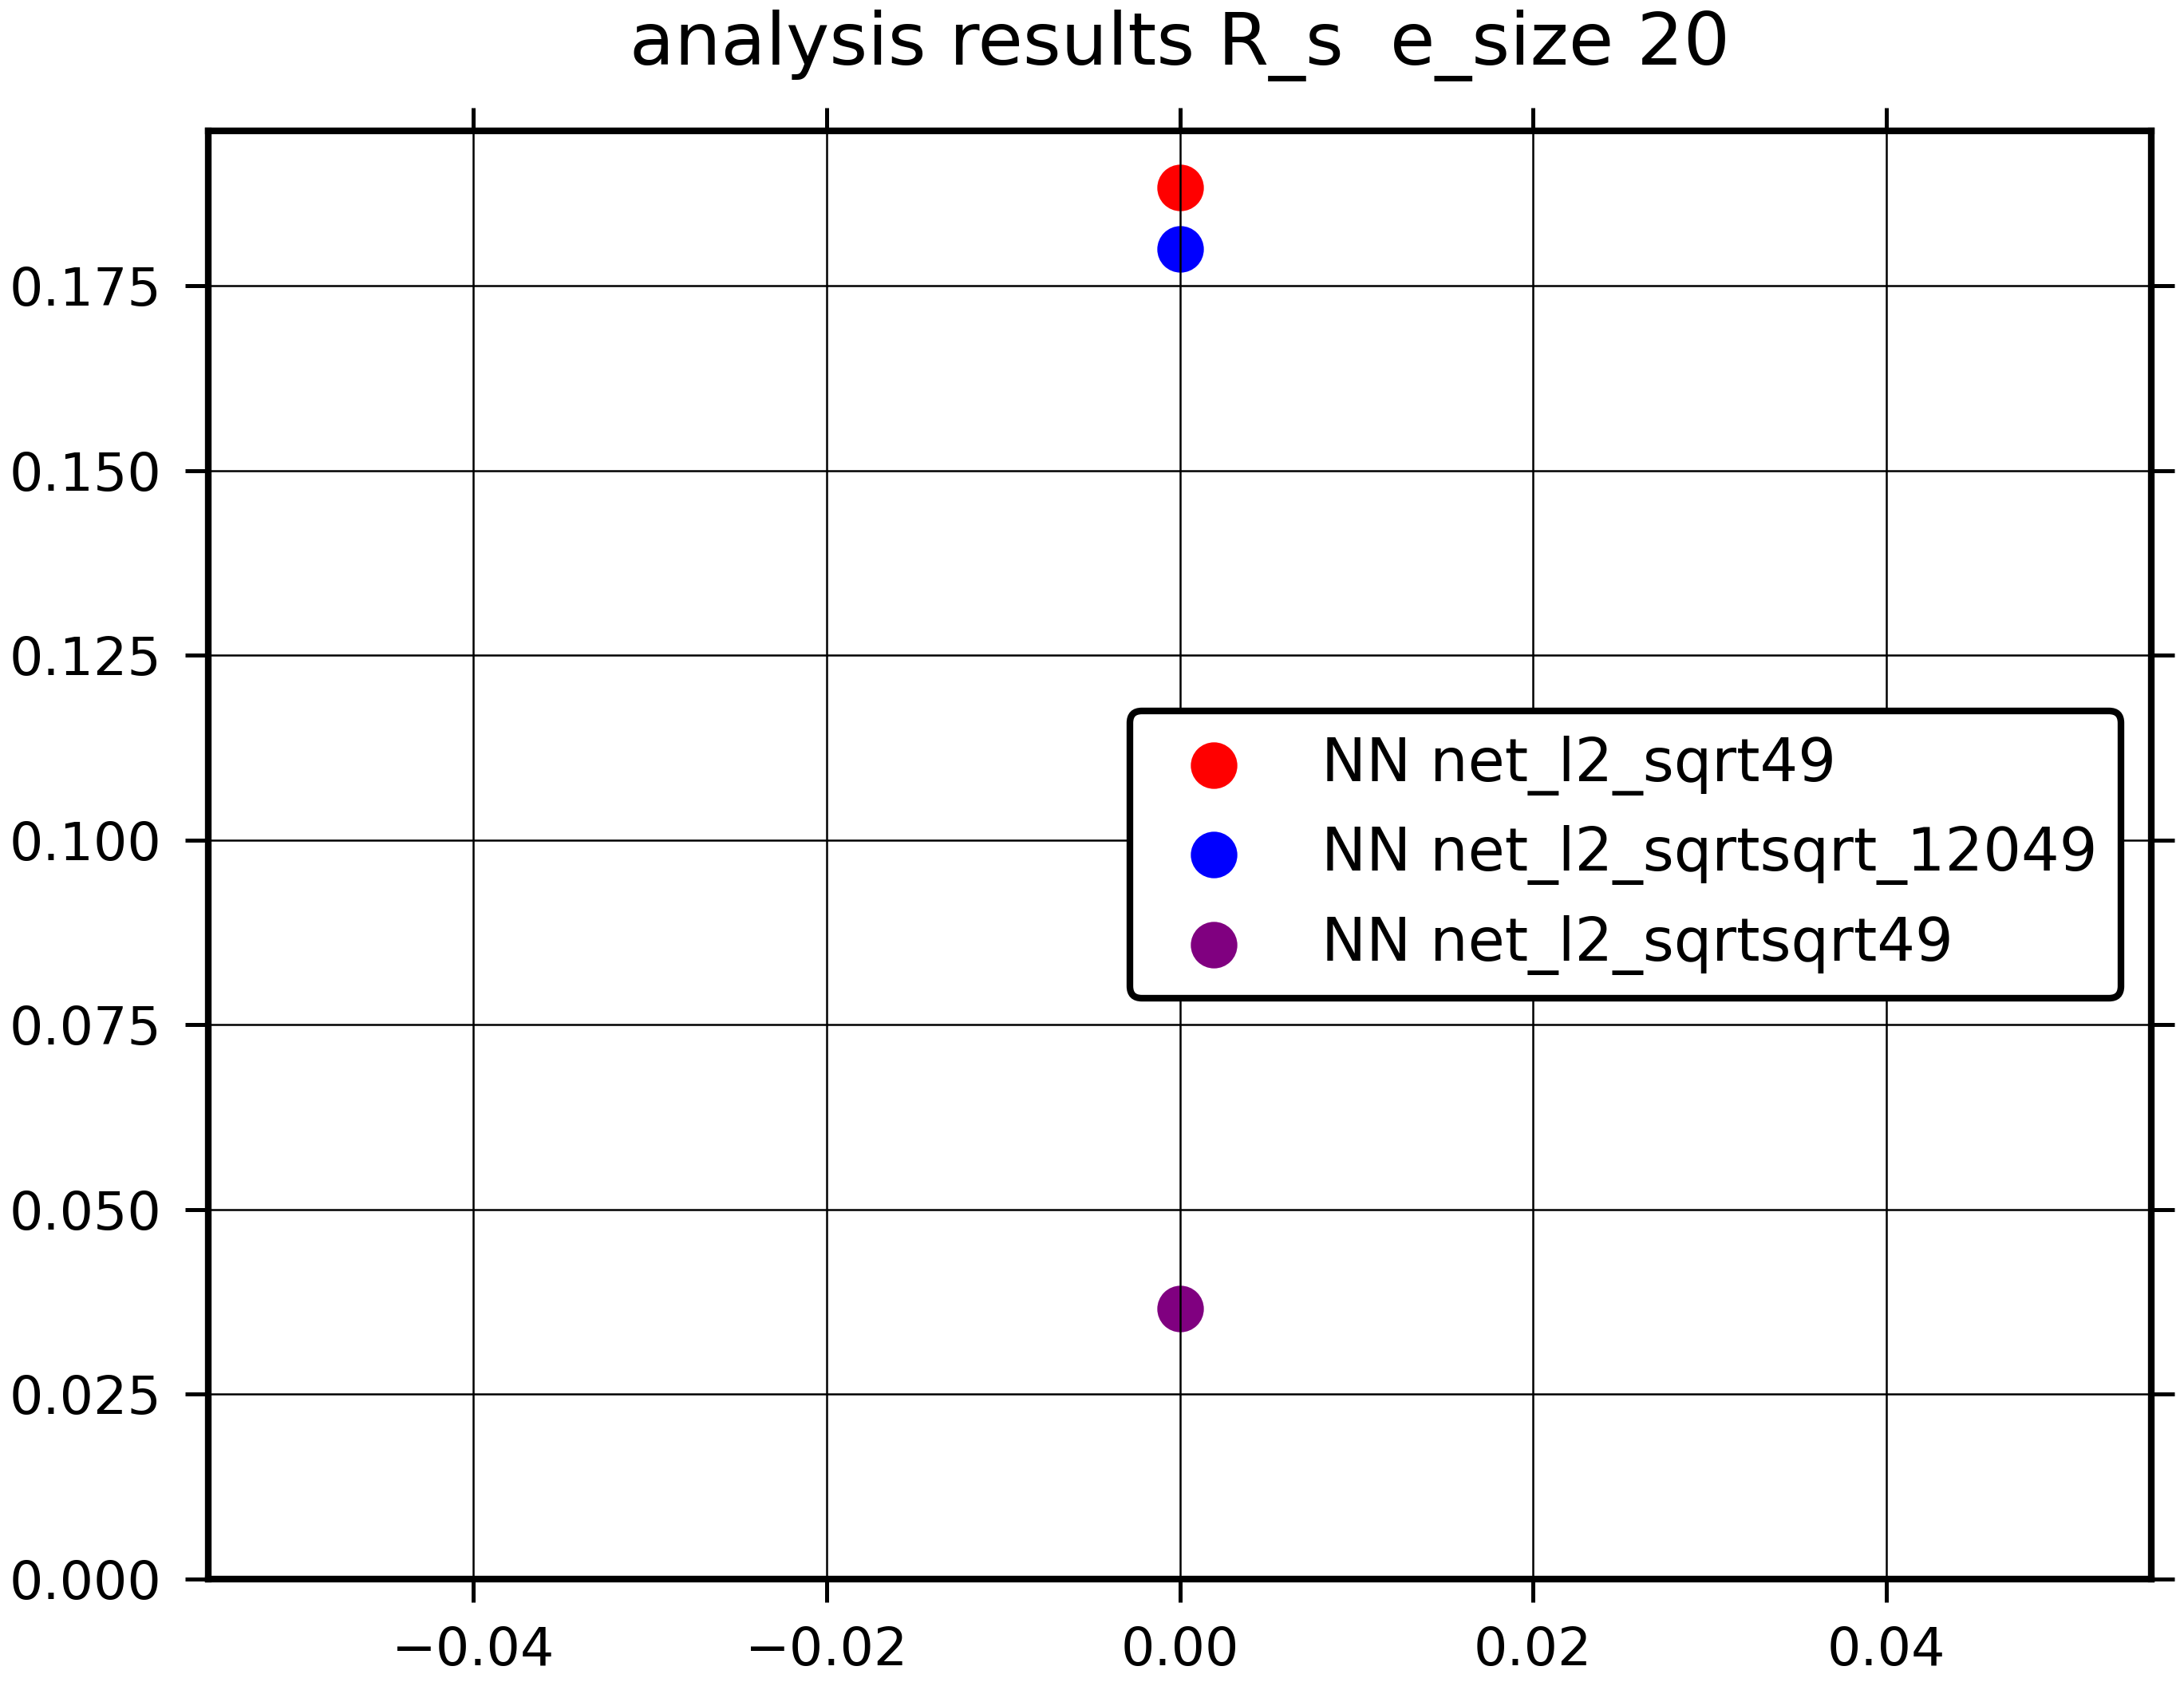 analysis results R_s  e_size 20
0.175
0.150
0.125
0.100
0.075
0.050
0.025
0.000
NN net_l2_sqrt49
NN net_l2_sqrtsqrt_12049
NN net_l2_sqrtsqrt49
−0.04 −0.02 0.00 0.02 0.04